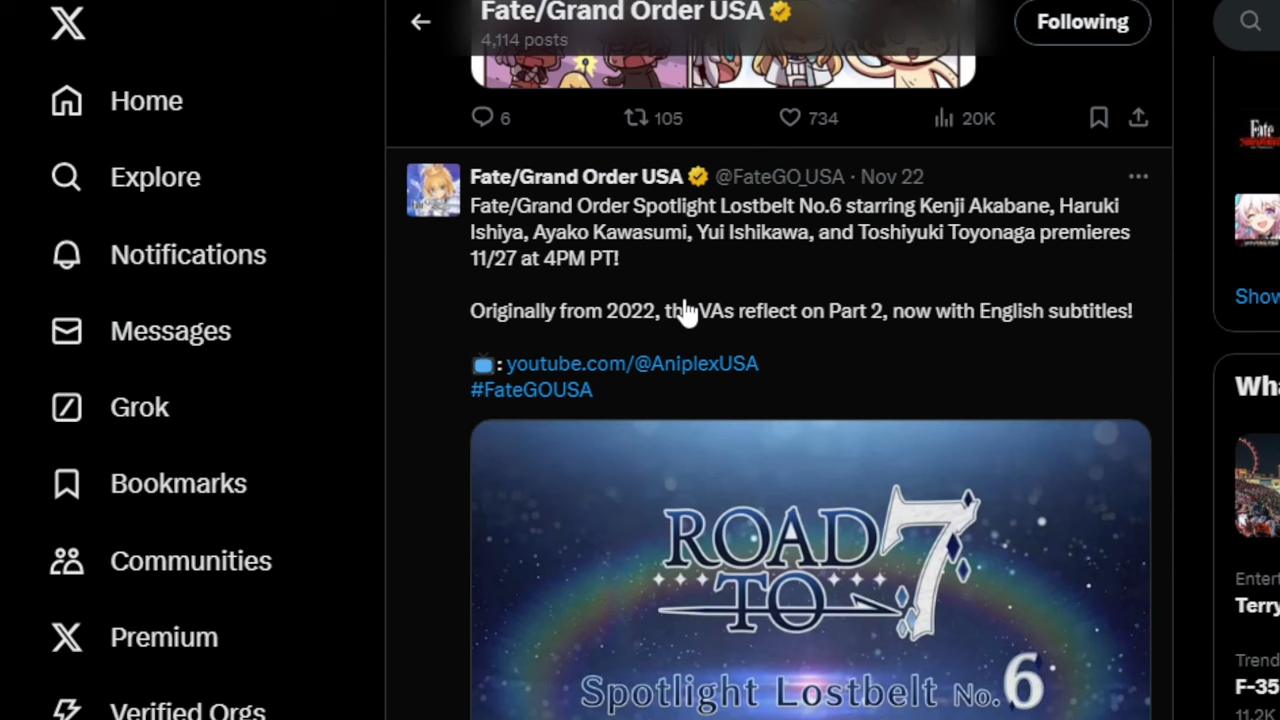 Home
Explore
Notifications
Messages
Grok
Bookmarks
Communities
Premium
Verified Orgs
Fate/Grand Order USA
4,114 posts
Following
6 105 734 20K
Fate/Grand Order USA @FateGO_USA · Nov 22
Fate/Grand Order Spotlight Lostbelt No.6 starring Kenji Akabane, Haruki
Ishiya, Ayako Kawasumi, Yui Ishikawa, and Toshiyuki Toyonaga premieres
11/27 at 4PM PT!
Originally from 2022, the VAs reflect on Part 2, now with English subtitles!
: youtube.com/@AniplexUSA
#FateGOUSA
ROAD
TO 7
Spotlight Lostbelt No.6
Fate
Show
Wha
Entert
Terry
Trend
F-35
11.2K